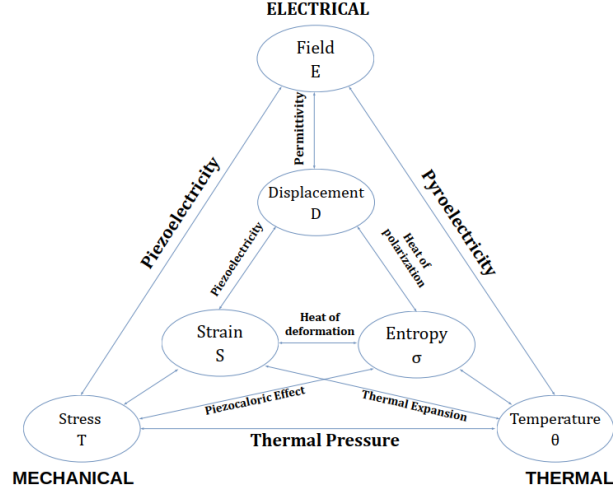 ELECTRICAL
Field
E
Permittivity
Piezoelectricity
Pyroelectricity
Displacement
D
Piezoelectricity
Heat of
polarization
Strain
S
Heat of
deformation
Entropy
σ
Piezocaloric Effect
Thermal Expansion
Stress
T
Thermal Pressure
Temperature
θ
MECHANICAL
THERMAL